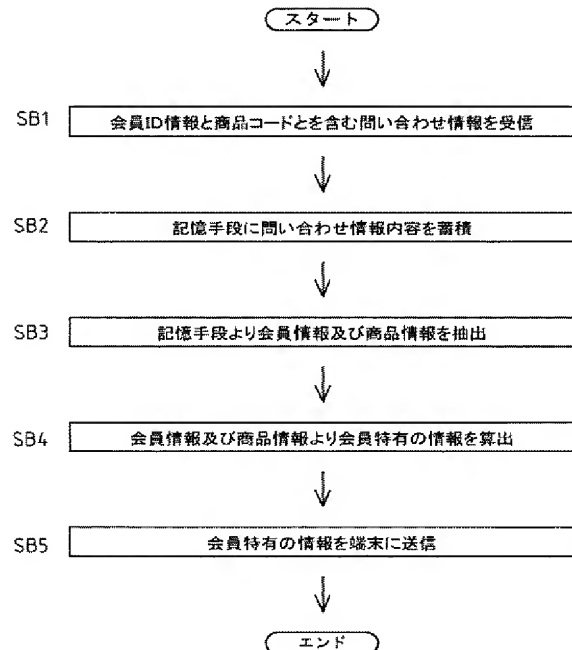 スタート
SB1 会員ID情報と商品コードとを含む問い合わせ情報を受信
SB2 記憶手段に問い合わせ情報内容を蓄積
SB3 記憶手段より会員情報及び商品情報を抽出
SB4 会員情報及び商品情報より会員特有の情報を算出
SB5 会員特有の情報を端末に送信
エンド